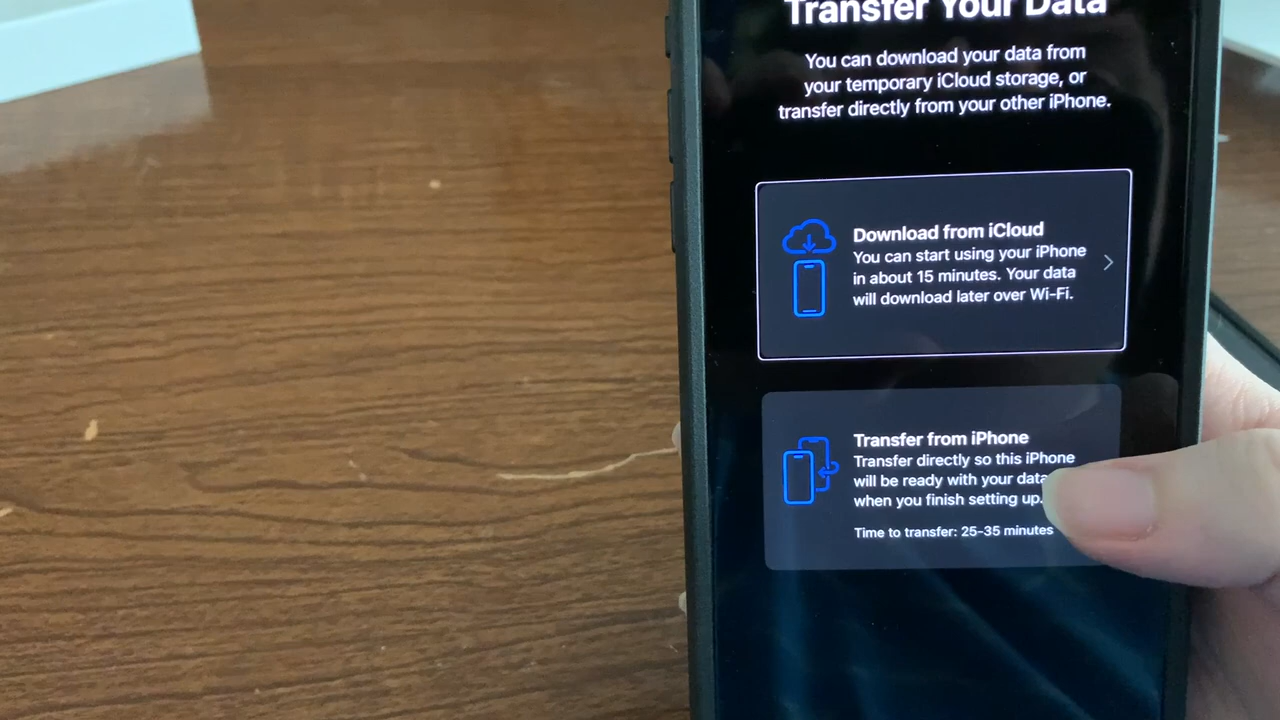 Transfer Your Data
You can download your data from
your temporary iCloud storage, or
transfer directly from your other iPhone.
Download from iCloud
You can start using your iPhone
in about 15 minutes. Your data
will download later over Wi-Fi.
Transfer from iPhone
Transfer directly so this iPhone
will be ready with your data
when you finish setting up.
Time to transfer: 25–35 minutes